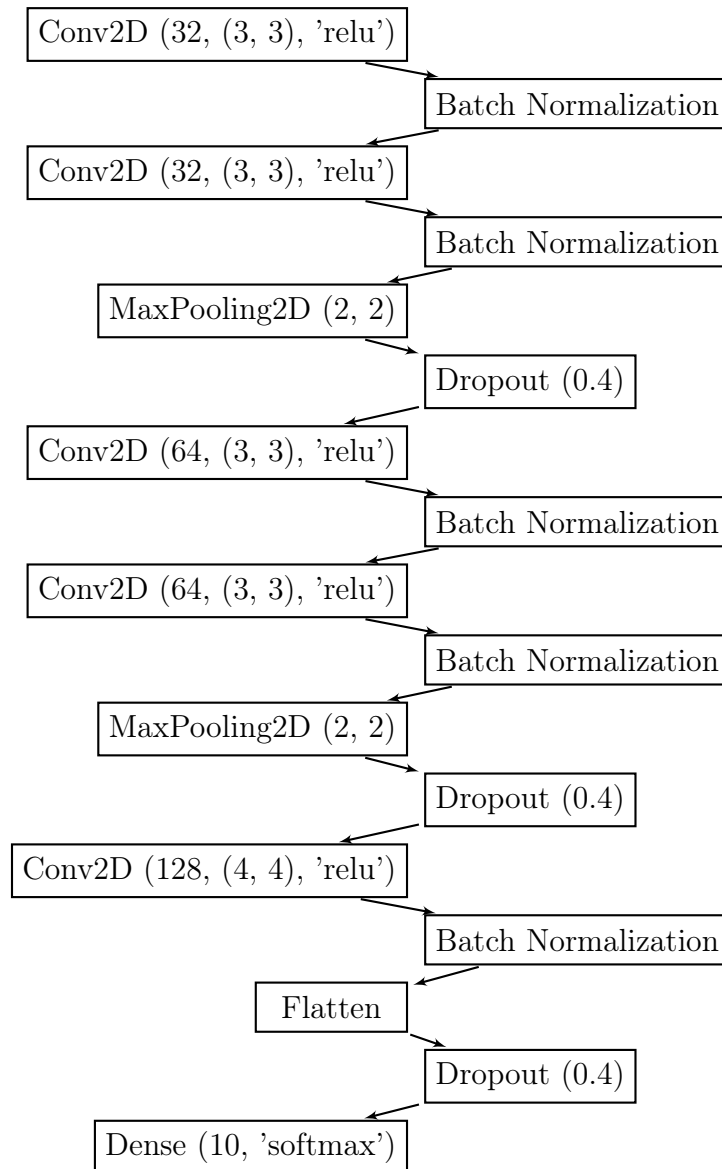 Conv2D (32, (3, 3), 'relu')
Batch Normalization
Conv2D (32, (3, 3), 'relu')
Batch Normalization
MaxPooling2D (2, 2)
Dropout (0.4)
Conv2D (64, (3, 3), 'relu')
Batch Normalization
Conv2D (64, (3, 3), 'relu')
Batch Normalization
MaxPooling2D (2, 2)
Dropout (0.4)
Conv2D (128, (4, 4), 'relu')
Batch Normalization
Flatten
Dropout (0.4)
Dense (10, 'softmax')